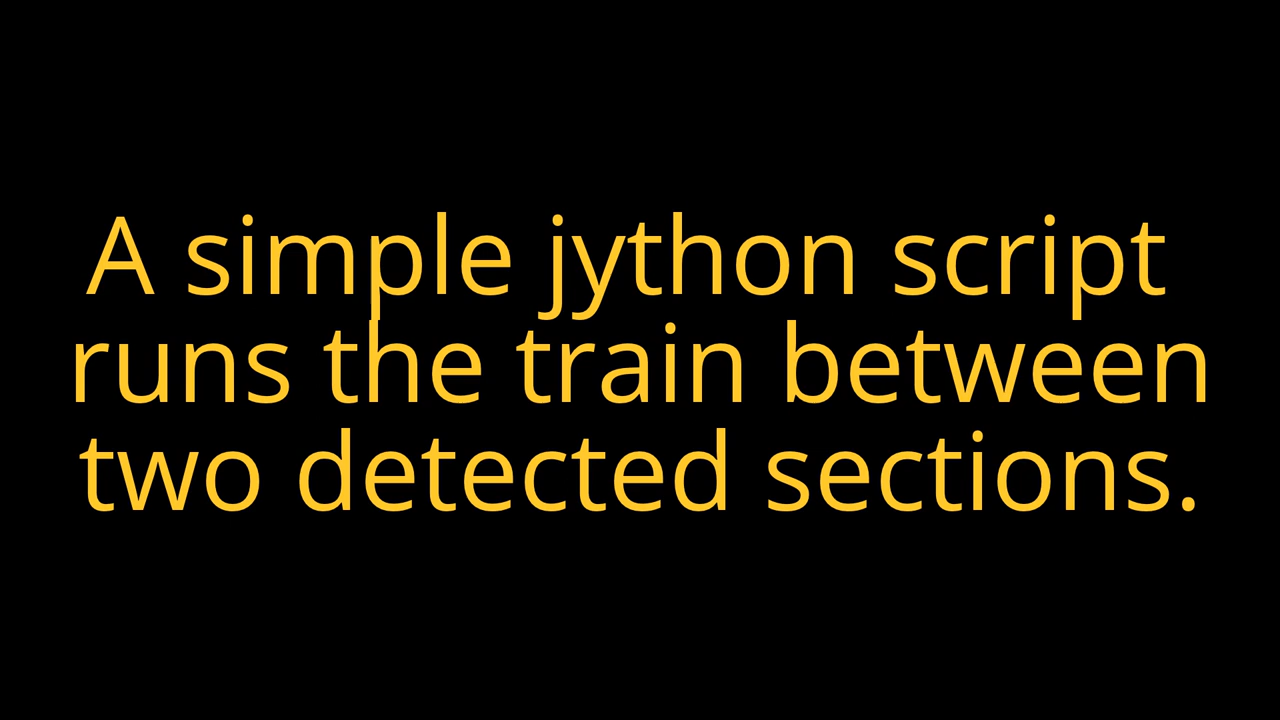 A simple jython script
runs the train between
two detected sections.